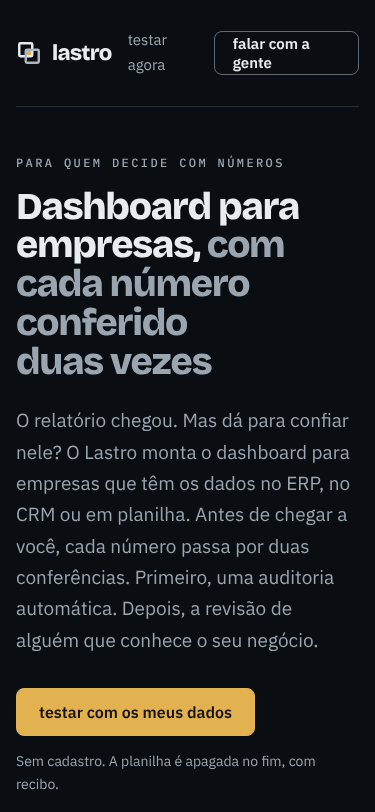 lastro
testar
agora
falar com a
gente
PARA QUEM DECIDE COM NÚMEROS
Dashboard para
empresas, com
cada número
conferido
duas vezes
O relatório chegou. Mas dá para confiar
nele? O Lastro monta o dashboard para
empresas que têm os dados no ERP, no
CRM ou em planilha. Antes de chegar a
você, cada número passa por duas
conferências. Primeiro, uma auditoria
automática. Depois, a revisão de
alguém que conhece o seu negócio.
testar com os meus dados
Sem cadastro. A planilha é apagada no fim, com
recibo.